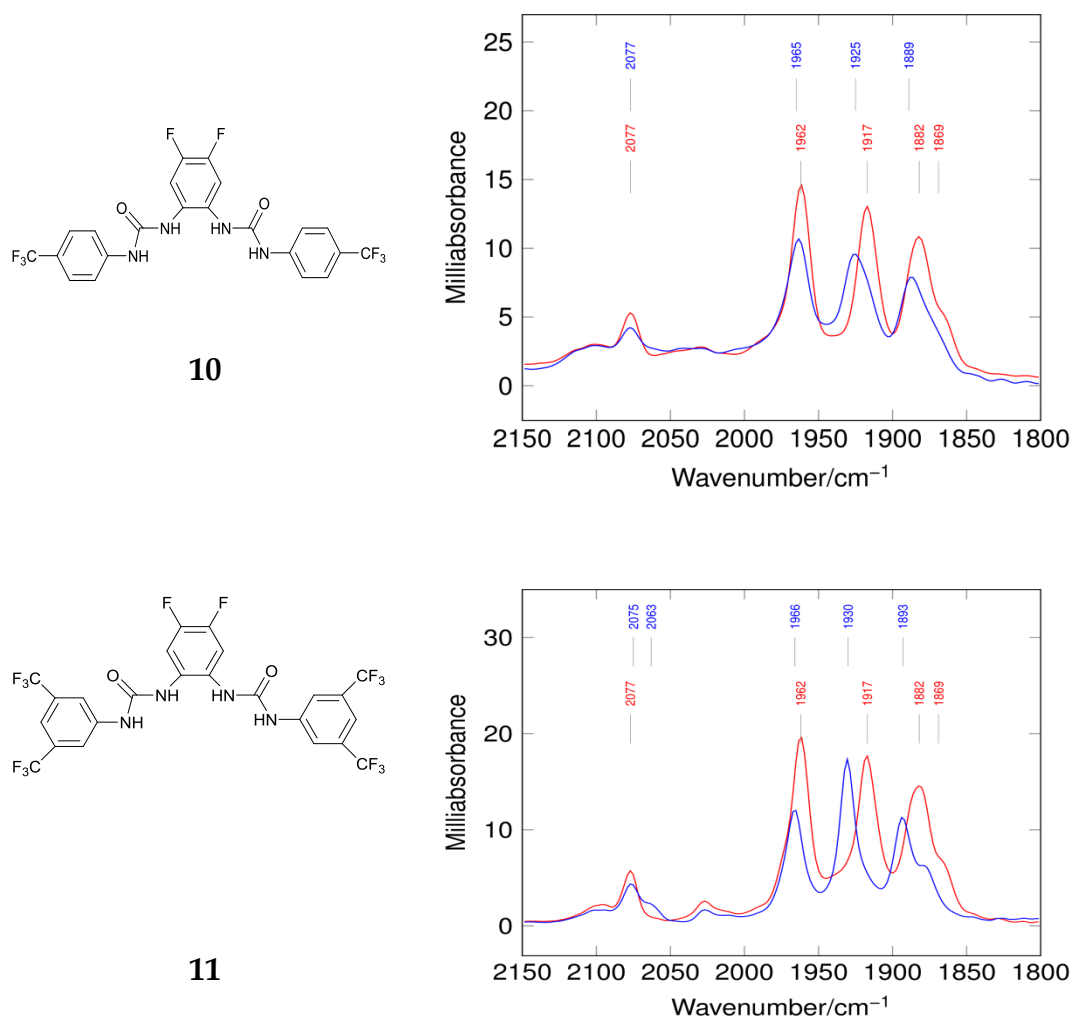 F F
O O
NH NH
NH NH
F3C CF3
10
25
20
15
10
5
0
Milliabsorbance
2077 1965 1925 1889
2077 1962 1917 1882 1869
2150 2100 2050 2000 1950 1900 1850 1800
Wavenumber/cm−1
F F
F3C O O CF3
NH NH
NH HN
F3C CF3
11
30
20
10
0
Milliabsorbance
2075 2063 1966 1930 1893
2077 1962 1917 1882 1869
2150 2100 2050 2000 1950 1900 1850 1800
Wavenumber/cm−1